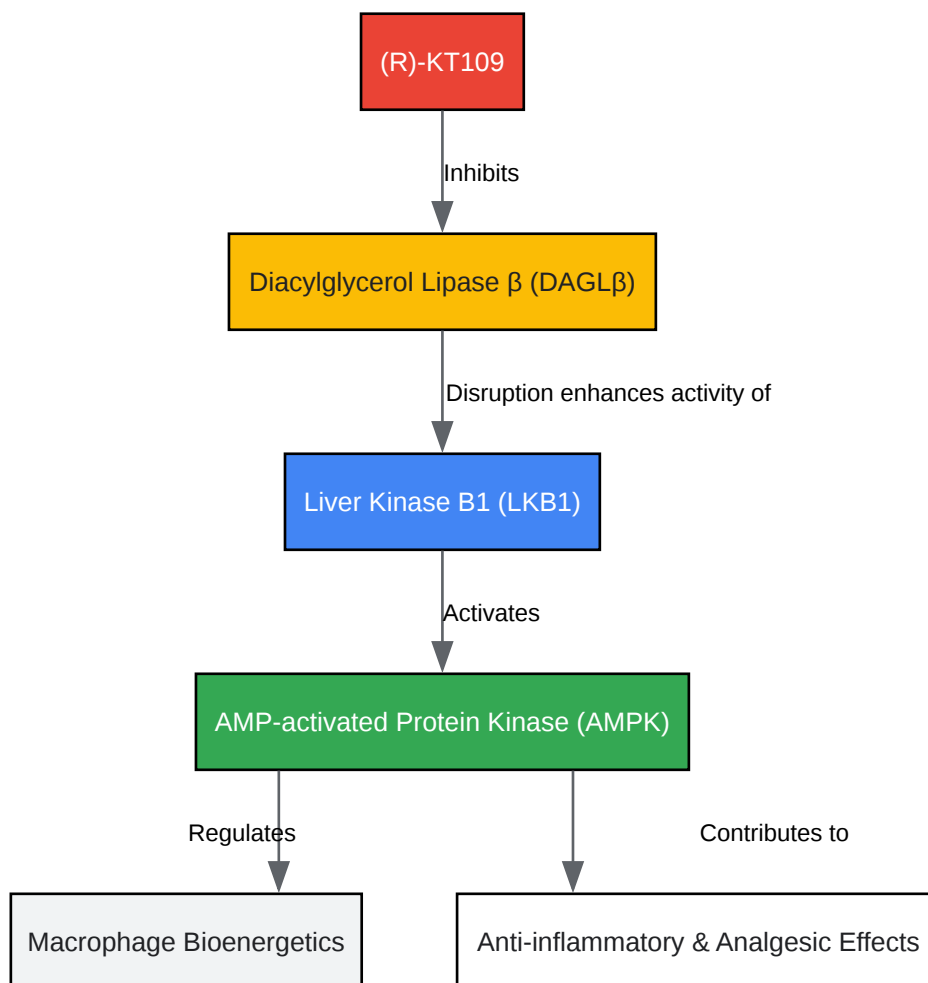 (R)-KT109
Inhibits
Diacylglycerol Lipase β (DAGLβ)
Disruption enhances activity of
Liver Kinase B1 (LKB1)
Activates
AMP-activated Protein Kinase (AMPK)
Regulates
Contributes to
Macrophage Bioenergetics
Anti-inflammatory & Analgesic Effects